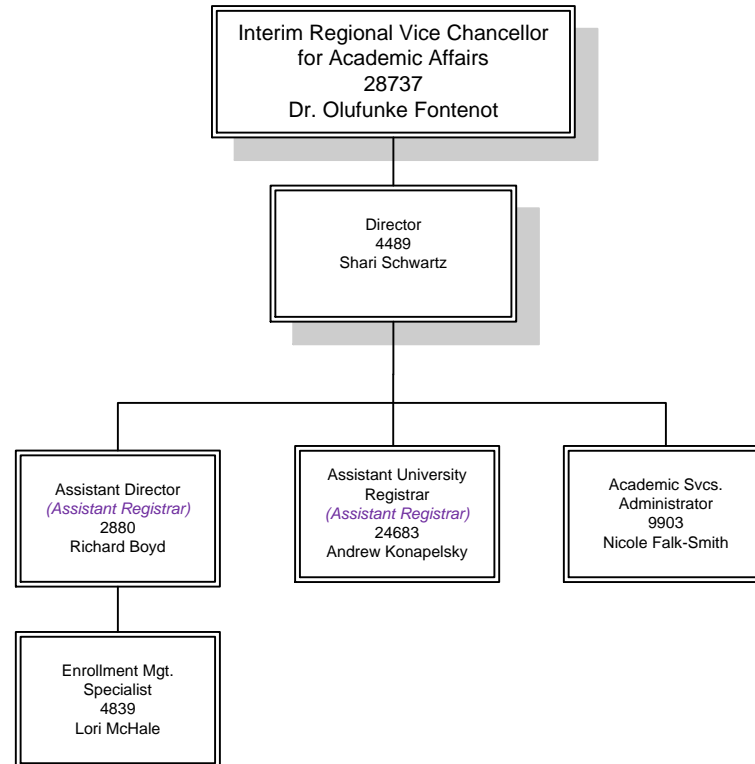 Interim Regional Vice Chancellor
for Academic Affairs
28737
Dr. Olufunke Fontenot
Director
4489
Shari Schwartz
Assistant Director
(Assistant Registrar)
2880
Richard Boyd
Assistant University
Registrar
(Assistant Registrar)
24683
Andrew Konapelsky
Academic Svcs.
Administrator
9903
Nicole Falk-Smith
Enrollment Mgt.
Specialist
4839
Lori McHale